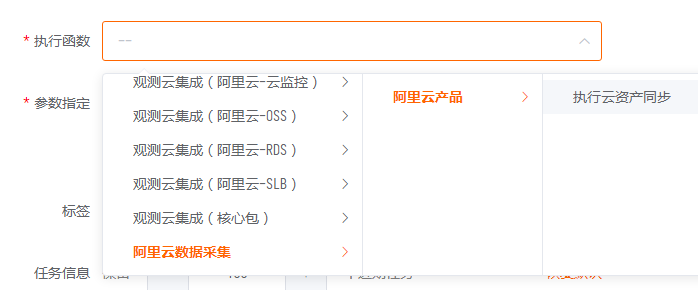 * 执行函数
--
* 参数指定
观测云集成（阿里云-云监控）
观测云集成（阿里云-OSS）
观测云集成（阿里云-RDS）
观测云集成（阿里云-SLB）
观测云集成（核心包）
阿里云数据采集
阿里云产品
执行云资产同步
标签
任务信息